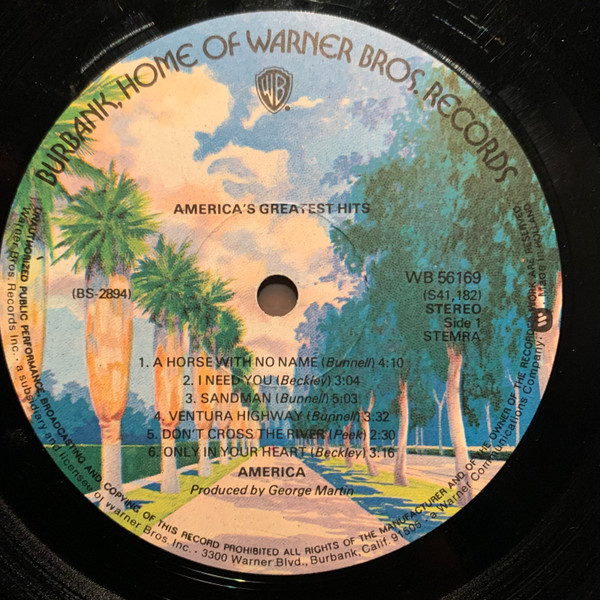 BURBANK, HOME OF WARNER BROS. RECORDS
WB
AMERICA'S GREATEST HITS
(BS-2894)
WB 56169
(S41,182)
STEREO
Side 1
STEMRA
1. A HORSE WITH NO NAME (Bunnell) 4:10
2. I NEED YOU (Beckley) 3:04
3. SANDMAN (Bunnell) 5:03
4. VENTURA HIGHWAY (Bunnell) 3:32
5. DON'T CROSS THE RIVER (Peek) 2:30
6. ONLY IN YOUR HEART (Beckley) 3:16
AMERICA
Produced by George Martin
UNAUTHORIZED PUBLIC PERFORMANCE, BROADCASTING AND COPYING OF THIS RECORD PROHIBITED ALL RIGHTS OF THE MANUFACTURER AND OF THE OWNER OF THE RECORDED WORK ARE RESERVED. Made in Holland
Warner Bros. Records Inc. · a subsidiary and licensee of Warner Bros. Inc. · 3300 Warner Blvd., Burbank, Calif. 91505 · a Warner Communications Company.